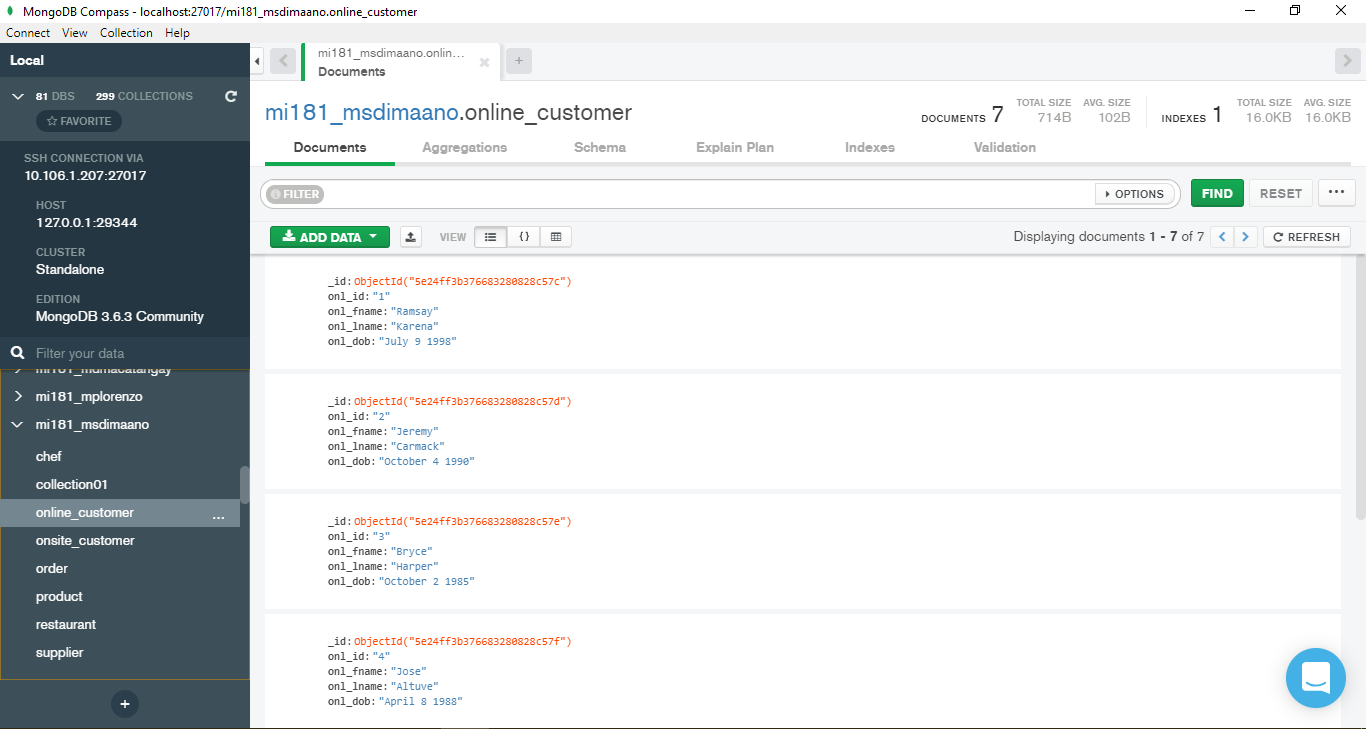 MongoDB Compass - localhost:27017/mi181_msdimaano.online_customer
Connect View Collection Help
Local
81 DBS 299 COLLECTIONS
FAVORITE
SSH CONNECTION VIA
10.106.1.207:27017
HOST
127.0.0.1:29344
CLUSTER
Standalone
EDITION
MongoDB 3.6.3 Community
Filter your data
mi181_mplorenzo
mi181_msdimaano
chef
collection01
online_customer ...
onsite_customer
order
product
restaurant
supplier
+
mi181_msdimaano.onlin...
Documents
+
mi181_msdimaano.online_customer
DOCUMENTS 7
TOTAL SIZE 714B
AVG. SIZE 102B
INDEXES 1
TOTAL SIZE 16.0KB
AVG. SIZE 16.0KB
Documents Aggregations Schema Explain Plan Indexes Validation
FILTER
OPTIONS
FIND
RESET
...
ADD DATA
VIEW
{}
Displaying documents 1 - 7 of 7
REFRESH
_id: ObjectId("5e24ff3b376683280828c57c")
onl_id: "1"
onl_fname: "Ramsay"
onl_lname: "Karena"
onl_dob: "July 9 1998"
_id: ObjectId("5e24ff3b376683280828c57d")
onl_id: "2"
onl_fname: "Jeremy"
onl_lname: "Carmack"
onl_dob: "October 4 1990"
_id: ObjectId("5e24ff3b376683280828c57e")
onl_id: "3"
onl_fname: "Bryce"
onl_lname: "Harper"
onl_dob: "October 2 1985"
_id: ObjectId("5e24ff3b376683280828c57f")
onl_id: "4"
onl_fname: "Jose"
onl_lname: "Altuve"
onl_dob: "April 8 1988"